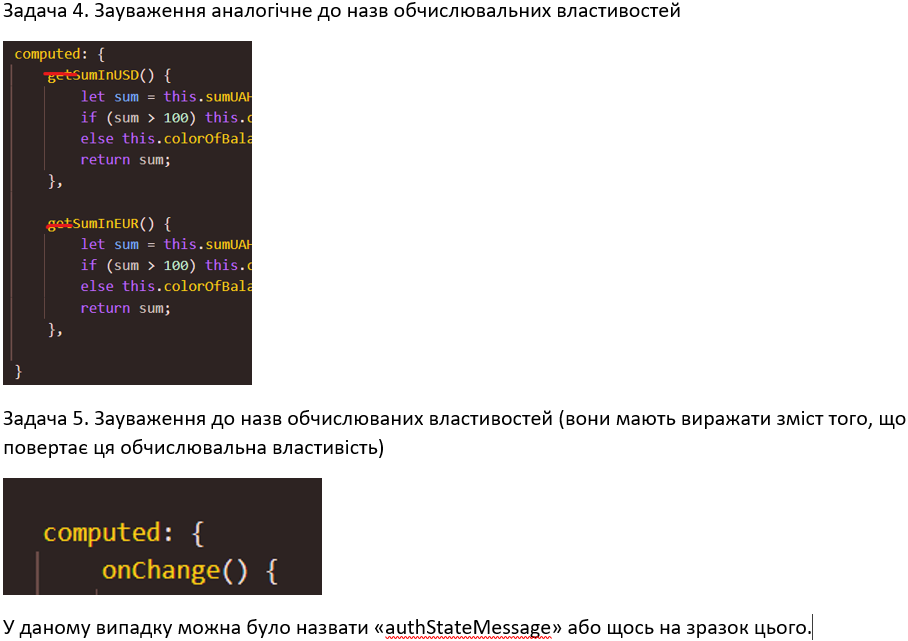 Задача 4. Зауваження аналогічне до назв обчислювальних властивостей
computed: {
getSumInUSD() {
let sum = this.sumUAH
if (sum > 100) this.c
else this.colorOfBala
return sum;
},
getSumInEUR() {
let sum = this.sumUAH
if (sum > 100) this.c
else this.colorOfBala
return sum;
},
}
Задача 5. Зауваження до назв обчислюваних властивостей (вони мають виражати зміст того, що
повертає ця обчислювальна властивість)
computed: {
onChange() {
У даному випадку можна було назвати «authStateMessage» або щось на зразок цього.